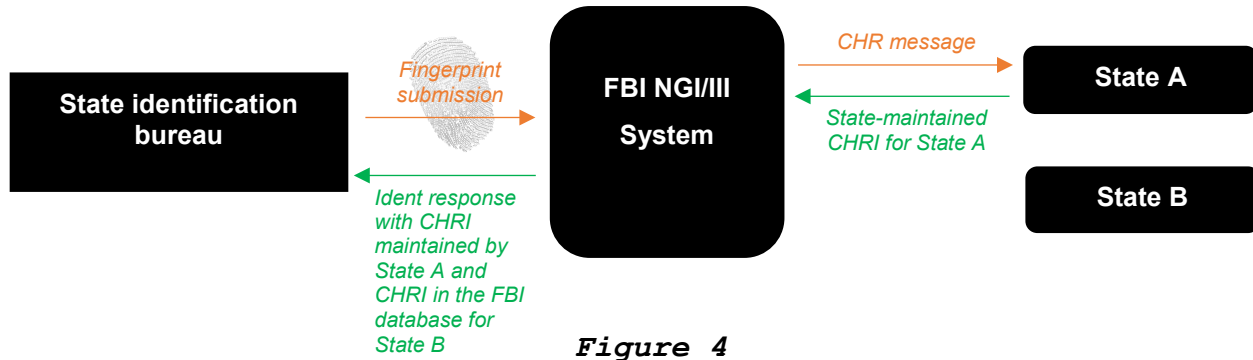 State identification
bureau
Fingerprint
submission
Ident response
with CHRI
maintained by
State A and
CHRI in the FBI
database for
State B
FBI NGI/III
System
CHR message
State-maintained
CHRI for State A
State A
State B
Figure 4